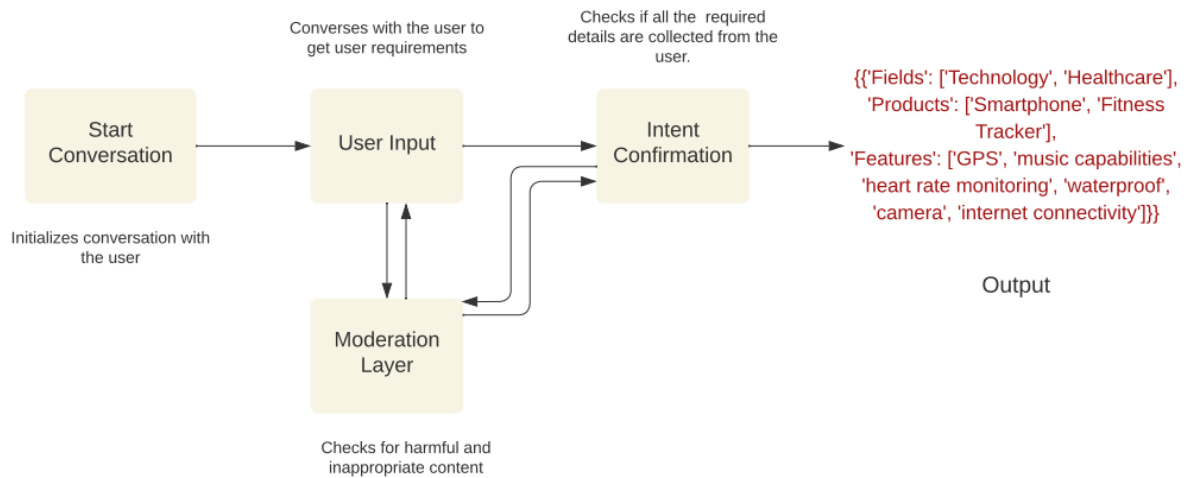 Converses with the user to
get user requirements
Checks if all the  required
details are collected from the
user.
Start
Conversation
User Input
Intent
Confirmation
{{'Fields': ['Technology', 'Healthcare'],
'Products': ['Smartphone', 'Fitness
Tracker'],
'Features': ['GPS', 'music capabilities',
'heart rate monitoring', 'waterproof',
'camera', 'internet connectivity']}}
Initializes conversation with
the user
Output
Moderation
Layer
Checks for harmful and
inappropriate content